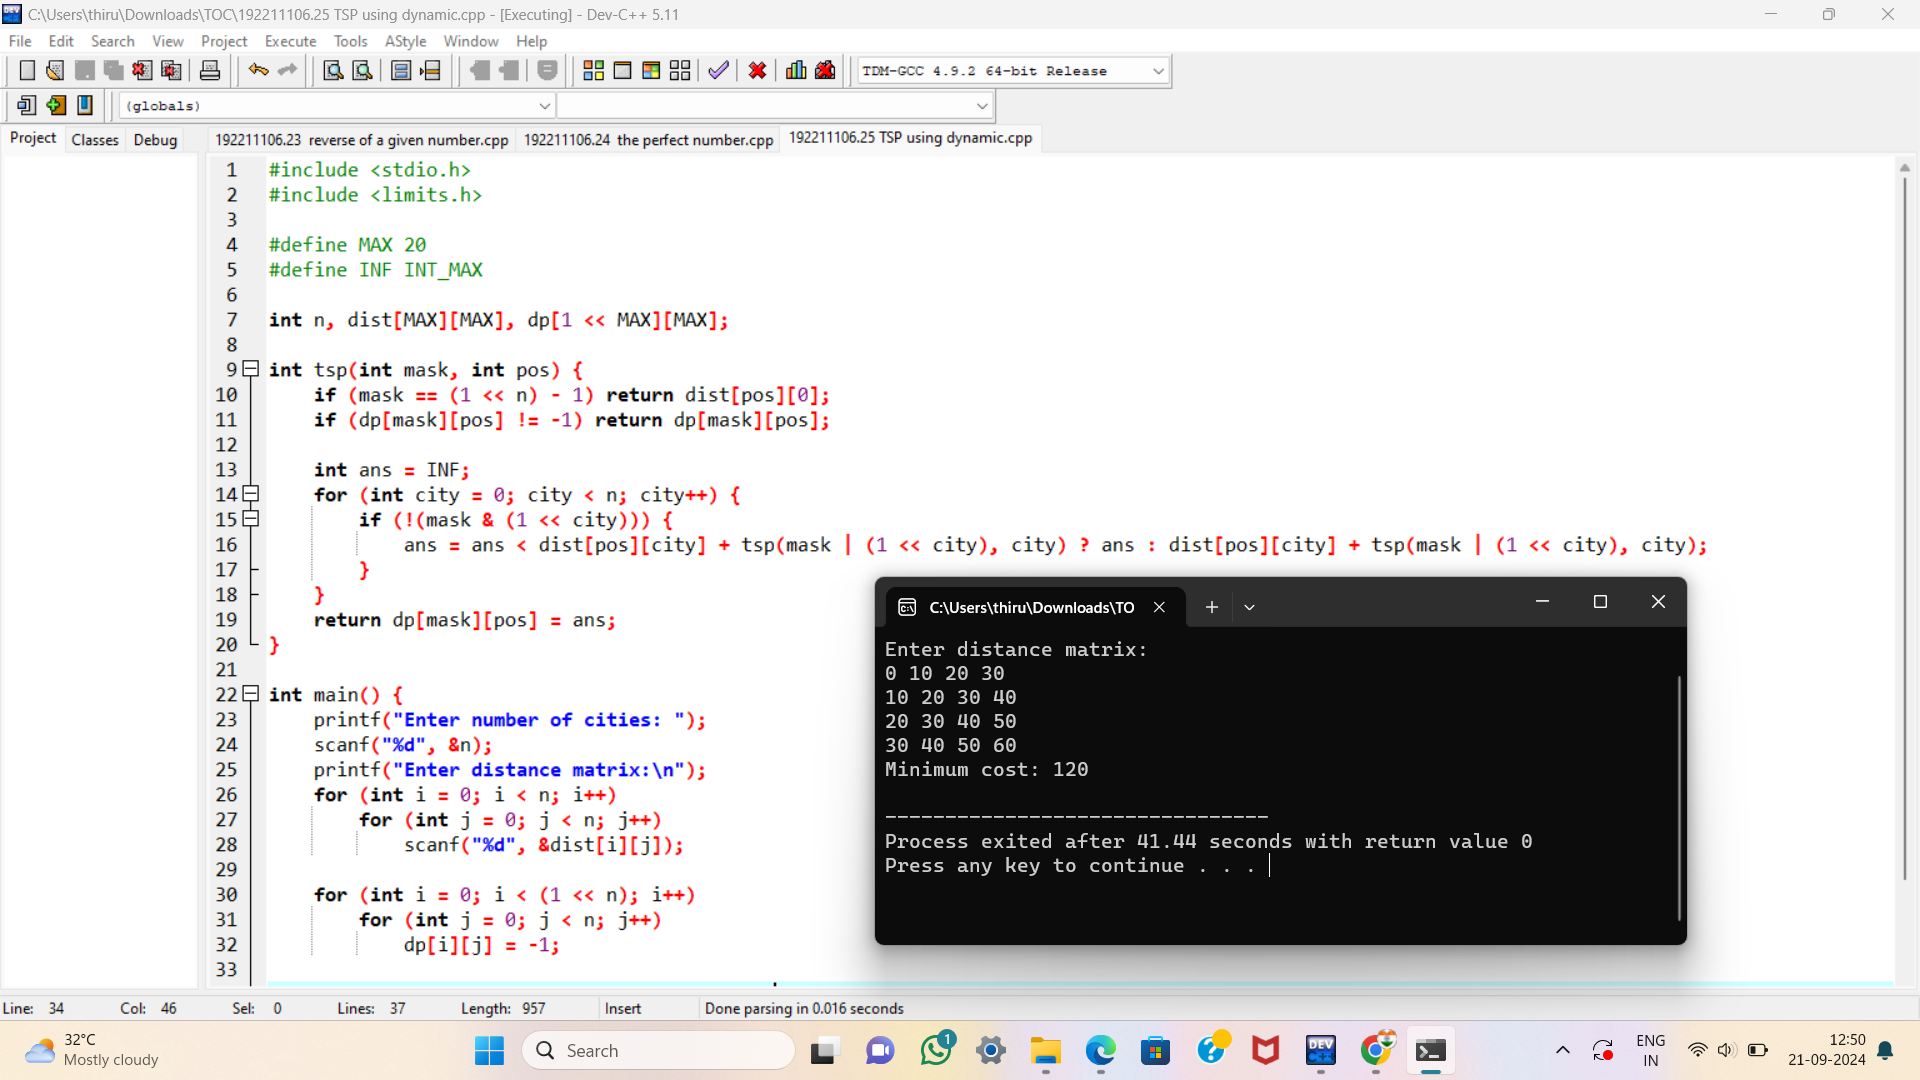 C:\Users\thiru\Downloads\TOC\192211106.25 TSP using dynamic.cpp - [Executing] - Dev-C++ 5.11
File Edit Search View Project Execute Tools AStyle Window Help
TDM-GCC 4.9.2 64-bit Release
(globals)
Project Classes Debug
192211106.23 reverse of a given number.cpp 192211106.24 the perfect number.cpp 192211106.25 TSP using dynamic.cpp
1 #include <stdio.h>
2 #include <limits.h>
3
4 #define MAX 20
5 #define INF INT_MAX
6
7 int n, dist[MAX][MAX], dp[1 << MAX][MAX];
8
9 int tsp(int mask, int pos) {
10 if (mask == (1 << n) - 1) return dist[pos][0];
11 if (dp[mask][pos] != -1) return dp[mask][pos];
12
13 int ans = INF;
14 for (int city = 0; city < n; city++) {
15 if (!(mask & (1 << city))) {
16 ans = ans < dist[pos][city] + tsp(mask | (1 << city), city) ? ans : dist[pos][city] + tsp(mask | (1 << city), city);
17 }
18 }
19 return dp[mask][pos] = ans;
20 }
21
22 int main() {
23 printf("Enter number of cities: ");
24 scanf("%d", &n);
25 printf("Enter distance matrix:\n");
26 for (int i = 0; i < n; i++)
27 for (int j = 0; j < n; j++)
28 scanf("%d", &dist[i][j]);
29
30 for (int i = 0; i < (1 << n); i++)
31 for (int j = 0; j < n; j++)
32 dp[i][j] = -1;
33
C:\Users\thiru\Downloads\TO
Enter distance matrix:
0 10 20 30
10 20 30 40
20 30 40 50
30 40 50 60
Minimum cost: 120
--------------------------------
Process exited after 41.44 seconds with return value 0
Press any key to continue . . .
Line: 34 Col: 46 Sel: 0 Lines: 37 Length: 957 Insert Done parsing in 0.016 seconds
32°C
Mostly cloudy
Search
1
DEV
ENG
IN
12:50
21-09-2024